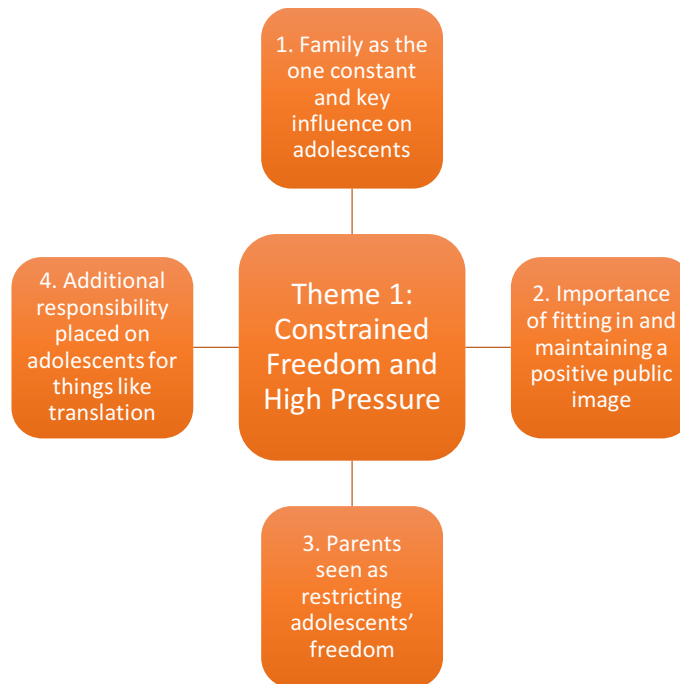 1. Family as the
one constant
and key
influence on
adolescents
Theme 1:
Constrained
Freedom and
High Pressure
2. Importance
of fitting in and
maintaining a
positive public
image
3. Parents
seen as
restricting
adolescents’
freedom
4. Additional
responsibility
placed on
adolescents for
things like
translation